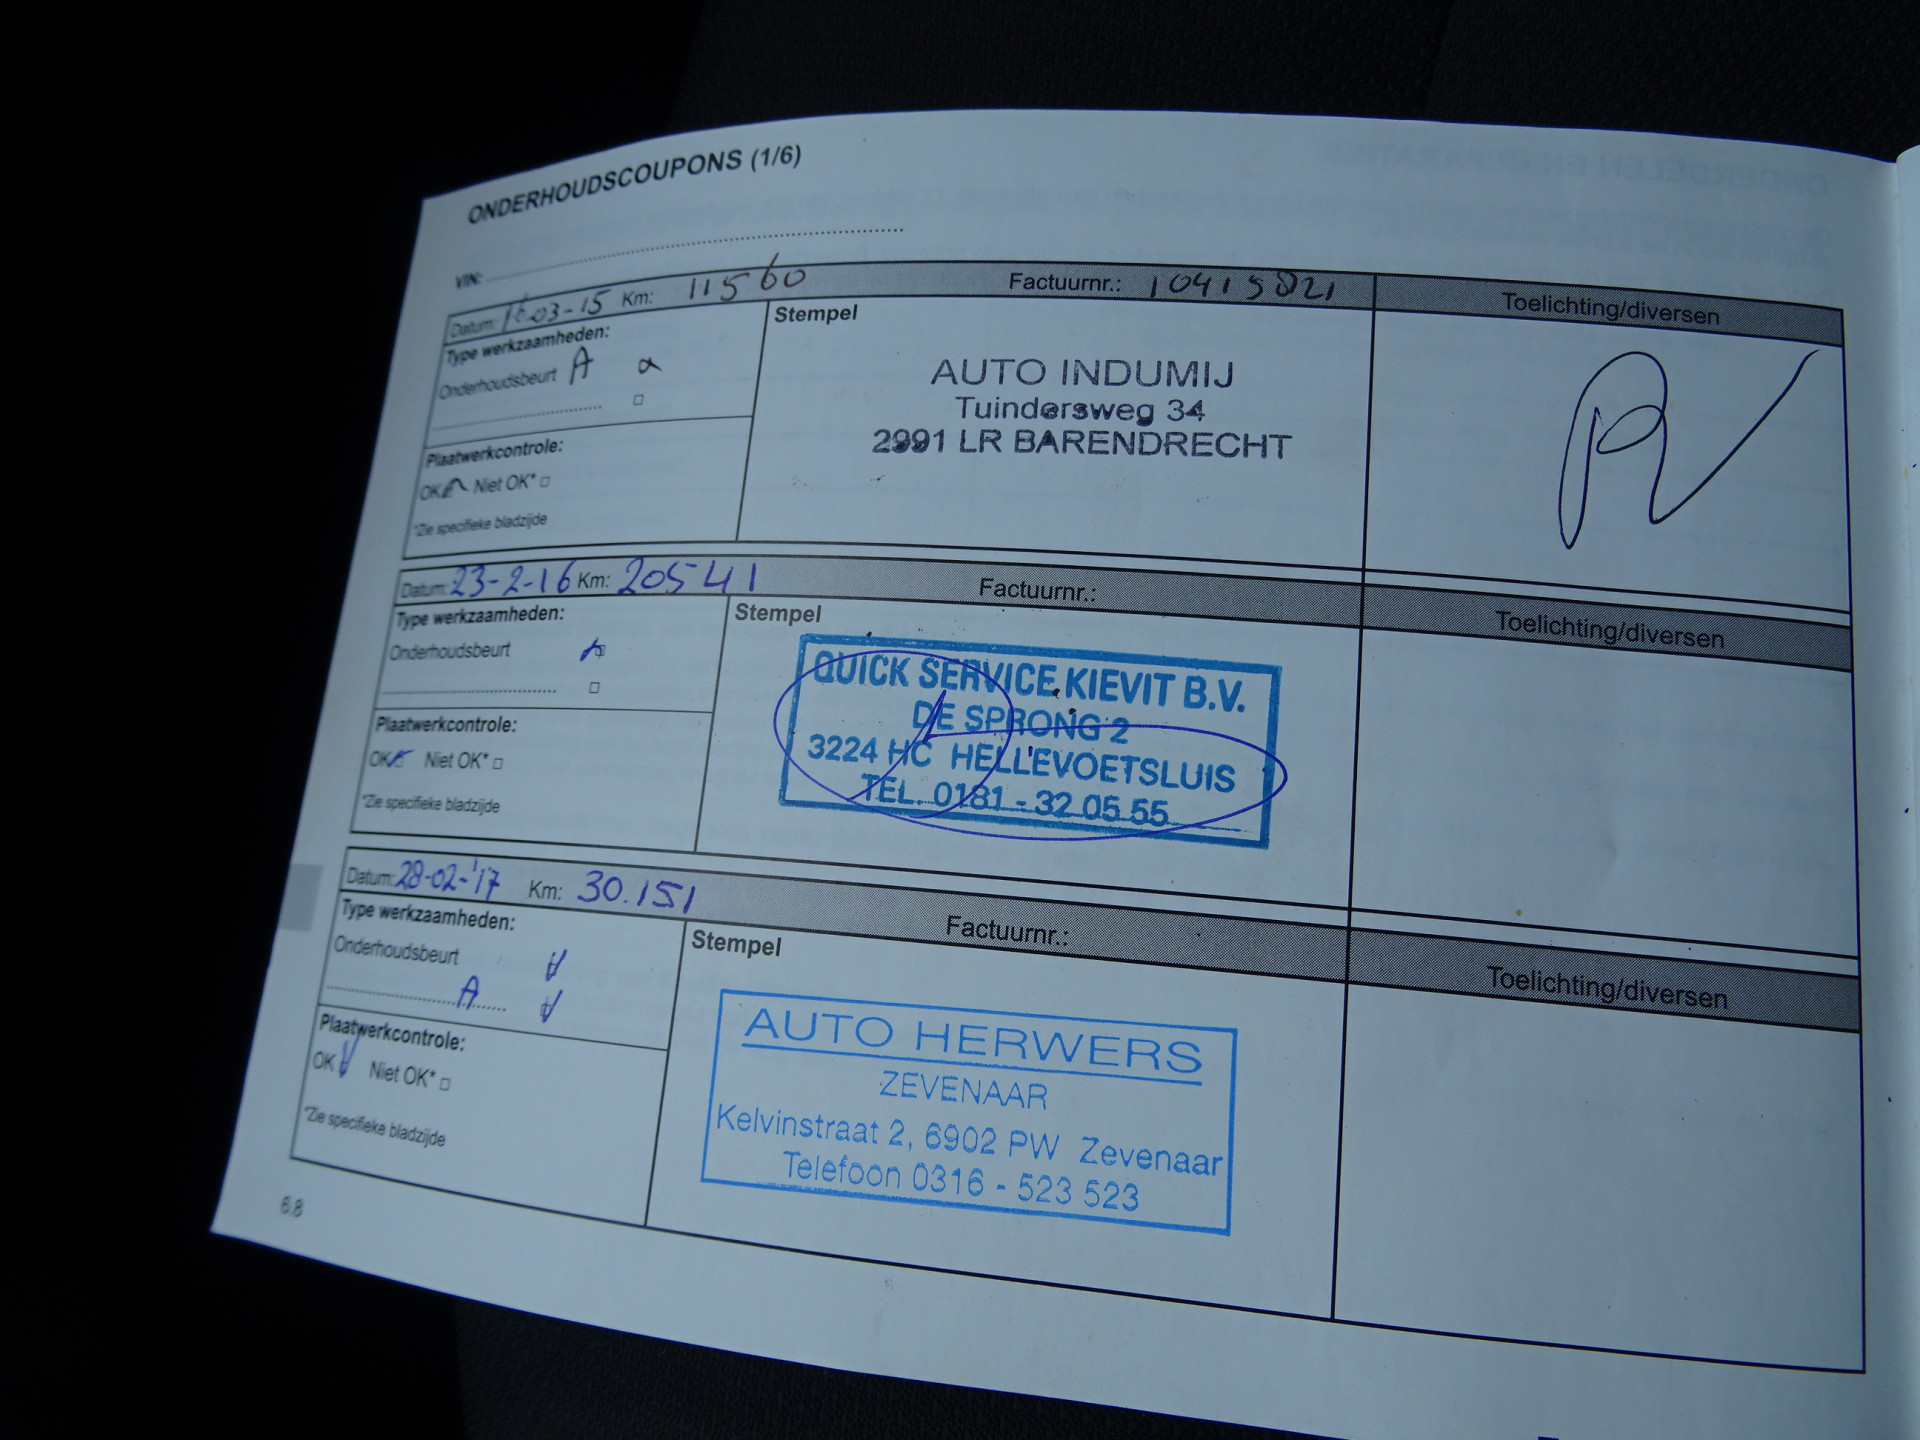 ONDERHOUDSCOUPONS (1/6)
VIN:
Datum: 16-03-15 Km: 11560 Factuurnr.: 10415821 Toelichting/diversen
Type werkzaamheden:
Onderhoudsbeurt A
Plaatwerkcontrole:
OK Niet OK*
*Zie specifieke bladzijde
Stempel
AUTO INDUMIJ
Tuindersweg 34
2991 LR BARENDRECHT
Datum: 23-2-16 Km: 20541 Factuurnr.: Toelichting/diversen
Type werkzaamheden:
Onderhoudsbeurt
Plaatwerkcontrole:
OK Niet OK*
*Zie specifieke bladzijde
Stempel
QUICK SERVICE KIEVIT B.V.
DE SPRONG 2
3224 HC HELLEVOETSLUIS
TEL. 0181 - 32 05 55
Datum: 28-02-'17 Km: 30.151 Factuurnr.: Toelichting/diversen
Type werkzaamheden:
Onderhoudsbeurt
A
Plaatwerkcontrole:
OK Niet OK*
*Zie specifieke bladzijde
Stempel
AUTO HERWERS
ZEVENAAR
Kelvinstraat 2, 6902 PW Zevenaar
Telefoon 0316 - 523 523
6.8